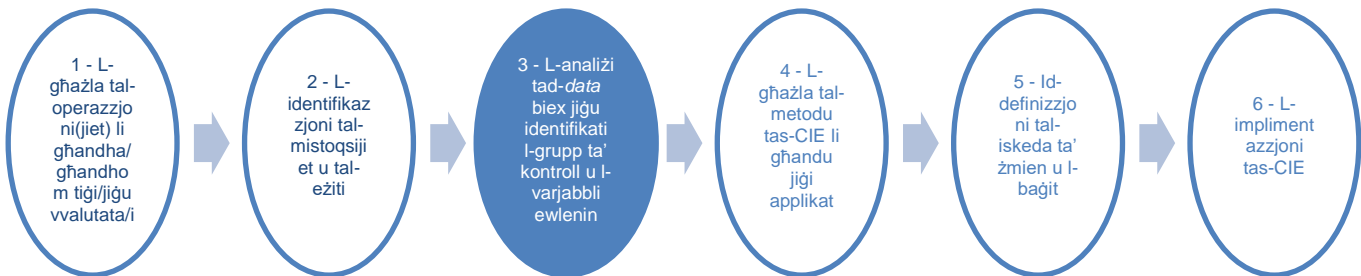 1 - L-
għażla tal-
operazzjo
ni(jiet) li
għandha/
għandho
m tiġi/jiġu
vvalutata/i
2 - L-
identifikaz
zjoni tal-
mistoqsiji
et u tal-
eżiti
3 - L-analiżi
tad-data
biex jiġu
identifikati
l-grupp ta’
kontroll u l-
varjabbli
ewlenin
4 - L-
għażla tal-
metodu
tas-CIE li
għandu
jiġi
applikat
5 - Id-
definizzjo
ni tal-
iskeda ta’
żmien u l-
baġit
6 - L-
impliment
azzjoni
tas-CIE